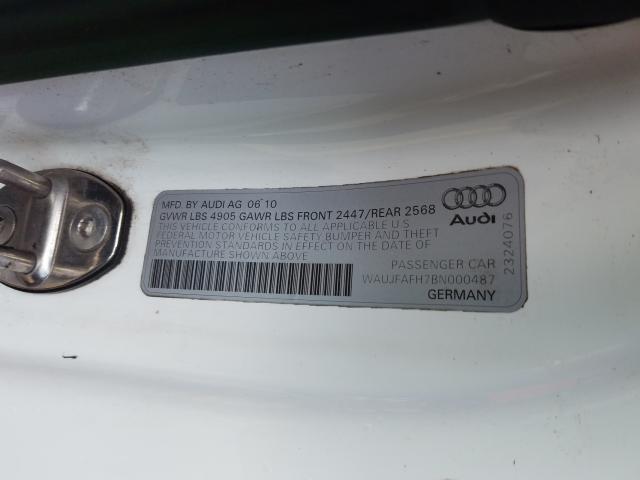 MFD. BY AUDI AG 06"10
GVWR LBS 4905 GAWR LBS FRONT 2447/REAR 2568
THIS VEHICLE CONFORMS TO ALL APPLICABLE U.S
FEDERAL MOTOR VEHICLE SAFETY BUMPER AND THEFT
PREVENTION STANDARDS IN EFFECT ON THE DATE OF
MANUFACTURE SHOWN ABOVE
PASSENGER CAR
WAUJFAFH7BN000487
GERMANY
Audi
2324076